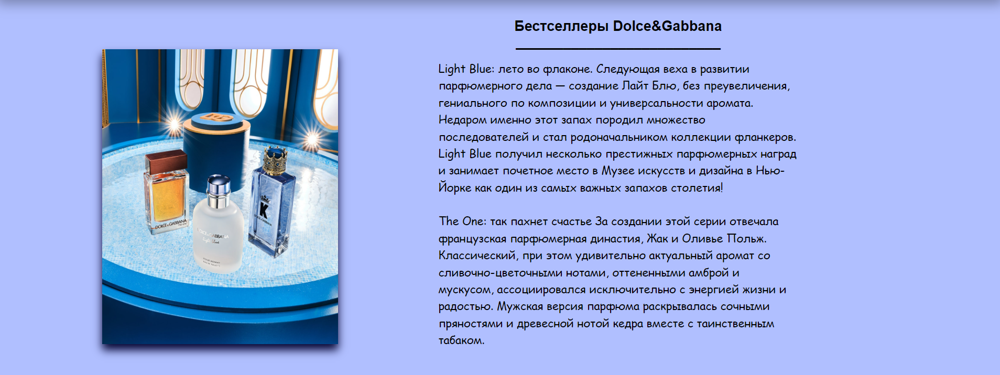 Бестселлеры Dolce&Gabbana
Light Blue: лето во флаконе. Следующая веха в развитии
парфюмерного дела — создание Лайт Блю, без преувеличения,
гениального по композиции и универсальности аромата.
Недаром именно этот запах породил множество
последователей и стал родоначальником коллекции фланкеров.
Light Blue получил несколько престижных парфюмерных наград
и занимает почетное место в Музее искусств и дизайна в Нью-
Йорке как один из самых важных запахов столетия!
The One: так пахнет счастье За создании этой серии отвечала
французская парфюмерная династия, Жак и Оливье Польж.
Классический, при этом удивительно актуальный аромат со
сливочно-цветочными нотами, оттененными амброй и
мускусом, ассоциировался исключительно с энергией жизни и
радостью. Мужская версия парфюма раскрывалась сочными
пряностями и древесной нотой кедра вместе с таинственным
табаком.
DOLCE & GABBANA
the one
DOLCE & GABBANA
light blue
K
DOLCE & GABBANA